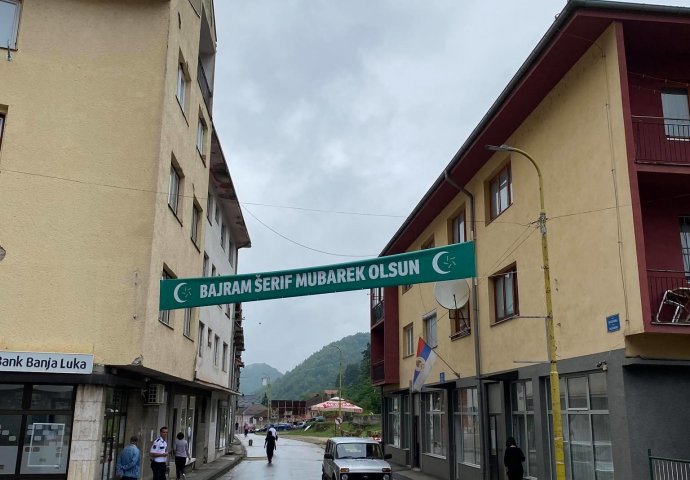 BAJRAM ŠERIF MUBAREK OLSUN
Bank Banja Luka